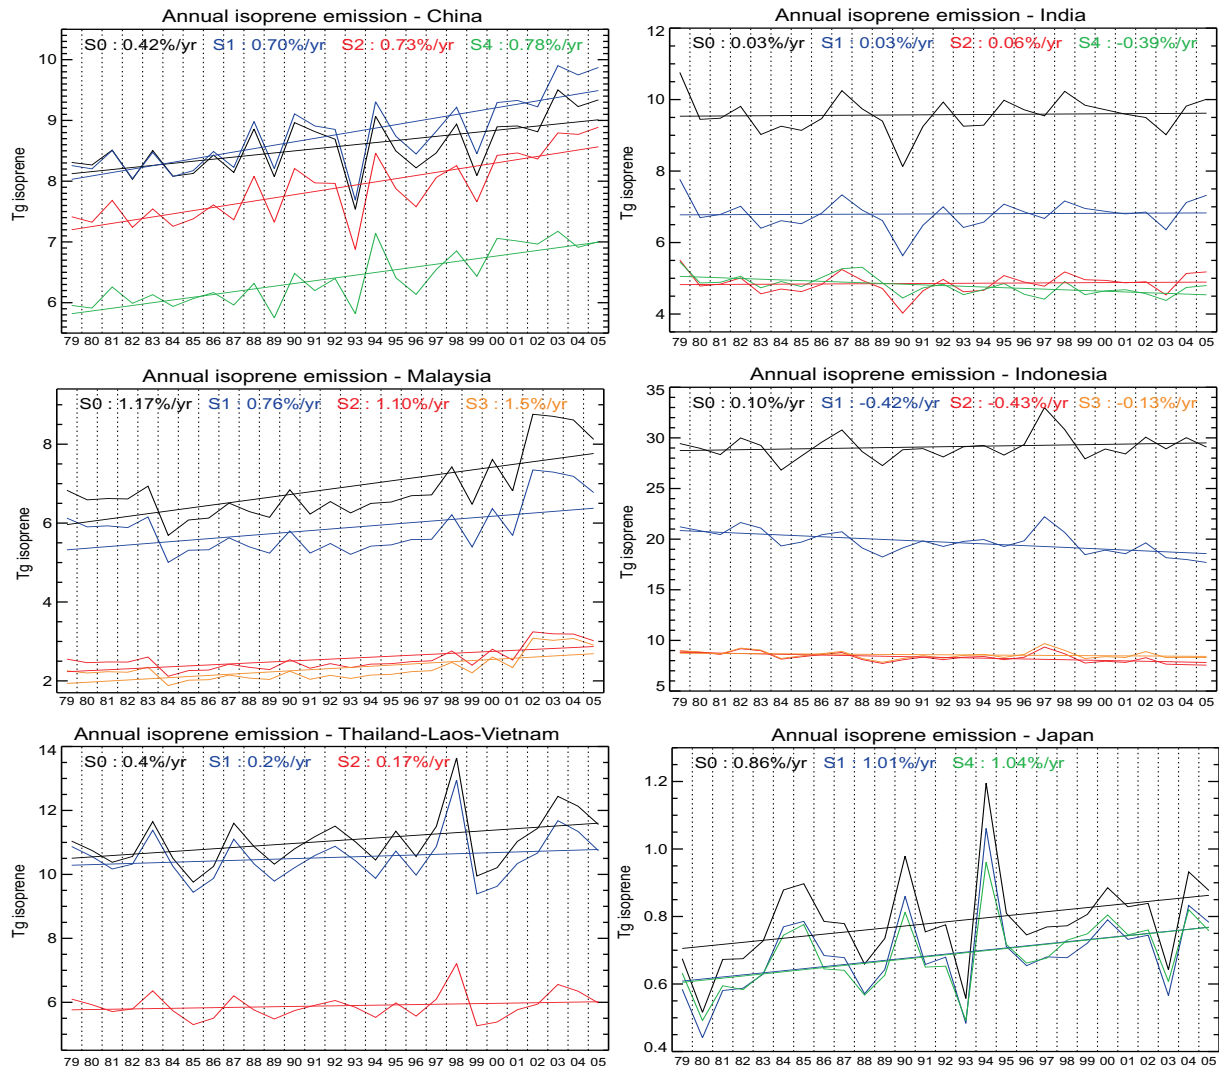 Annual isoprene emission - China
S0 : 0.42%/yr S1 : 0.70% /yr S2 : 0.73%/yr S4 : 0.78%/yr
10
9
8
7
6
Tg isoprene
79 80 81 82 83 84 85 86 87 88 89 90 91 92 93 94 95 96 97 98 99 00 01 02 03 04 05
Annual isoprene emission - India
S0 : 0.03%/yr S1 : 0.03%/yr S2 : 0.06%/yr S4 : -0.39%/yr
12
10
8
6
4
Tg isoprene
79 80 81 82 83 84 85 86 87 88 89 90 91 92 93 94 95 96 97 98 99 00 01 02 03 04 05
Annual isoprene emission - Malaysia
S0 : 1.17%/yr S1 : 0.76%/yr S2 : 1.10%/yr S3 : 1.5%/yr
8
6
4
2
Tg isoprene
79 80 81 82 83 84 85 86 87 88 89 90 91 92 93 94 95 96 97 98 99 00 01 02 03 04 05
Annual isoprene emission - Indonesia
S0 : 0.10%/yr S1 : -0.42%/yr S2 : -0.43%/yr S3 : -0.13%/yr
35
30
25
20
15
10
5
Tg isoprene
79 80 81 82 83 84 85 86 87 88 89 90 91 92 93 94 95 96 97 98 99 00 01 02 03 04 05
Annual isoprene emission - Thailand-Laos-Vietnam
S0 : 0.4%/yr S1 : 0.2%/yr S2 : 0.17%/yr
14
12
10
8
6
Tg isoprene
79 80 81 82 83 84 85 86 87 88 89 90 91 92 93 94 95 96 97 98 99 00 01 02 03 04 05
Annual isoprene emission - Japan
S0 : 0.86%/yr S1 : 1.01%/yr S4 : 1.04%/yr
1.2
1.0
0.8
0.6
0.4
Tg isoprene
79 80 81 82 83 84 85 86 87 88 89 90 91 92 93 94 95 96 97 98 99 00 01 02 03 04 05